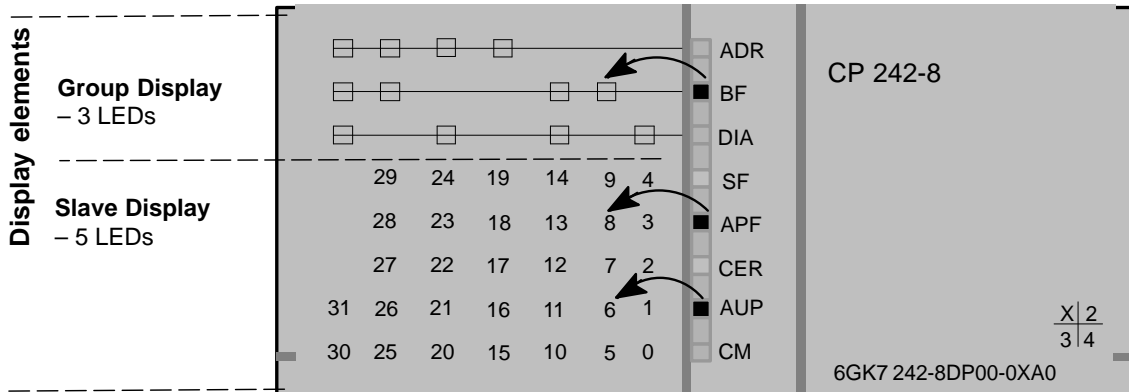 Display elements
Group Display
– 3 LEDs
Slave Display
– 5 LEDs
ADR
BF
DIA
29 24 19 14 9 4 SF
28 23 18 13 8 3 APF
27 22 17 12 7 2 CER
31 26 21 16 11 6 1 AUP
30 25 20 15 10 5 0 CM
CP 242-8
X 2
3 4
6GK7 242-8DP00-0XA0